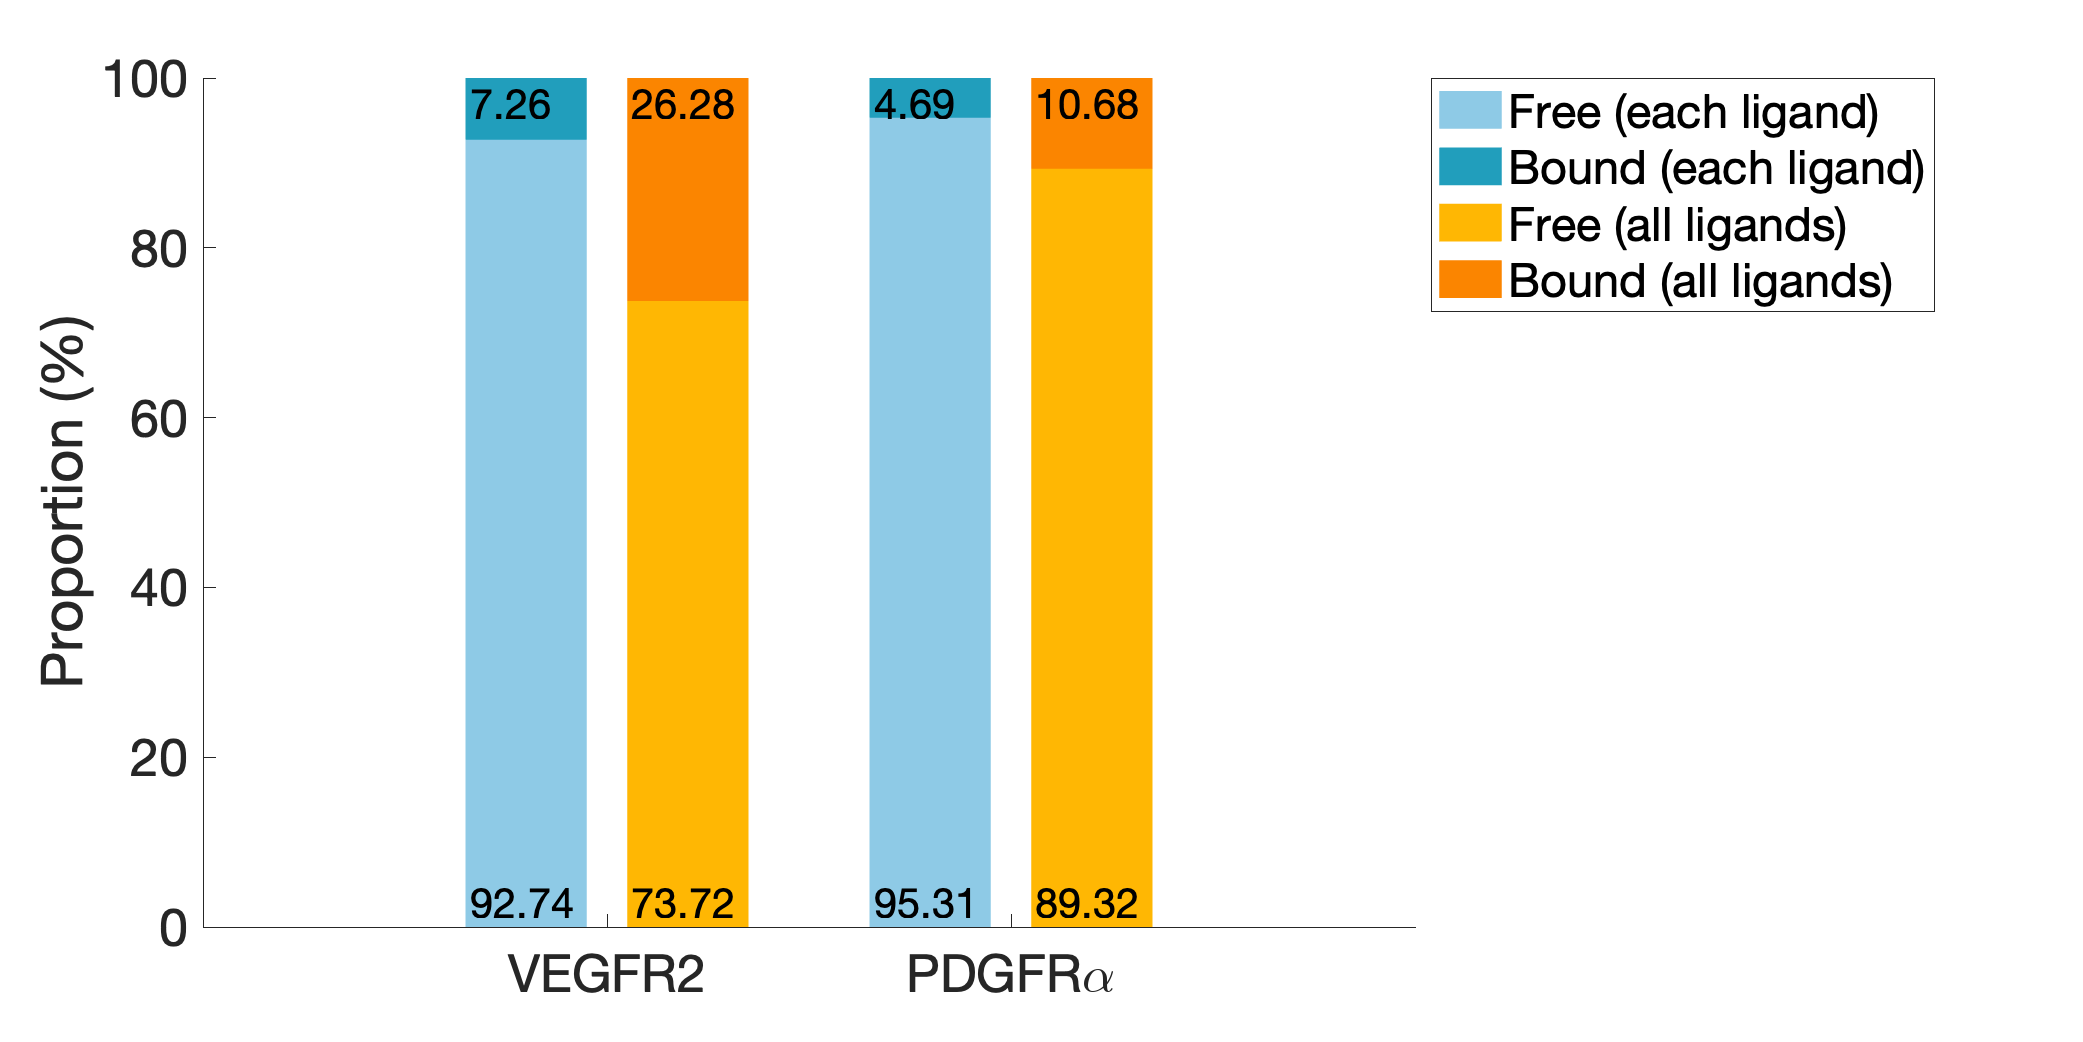 Proportion (%)
100
80
60
40
20
0
7.26
26.28
4.69
10.68
92.74
73.72
95.31
89.32
VEGFR2
PDGFRα
Free (each ligand)
Bound (each ligand)
Free (all ligands)
Bound (all ligands)